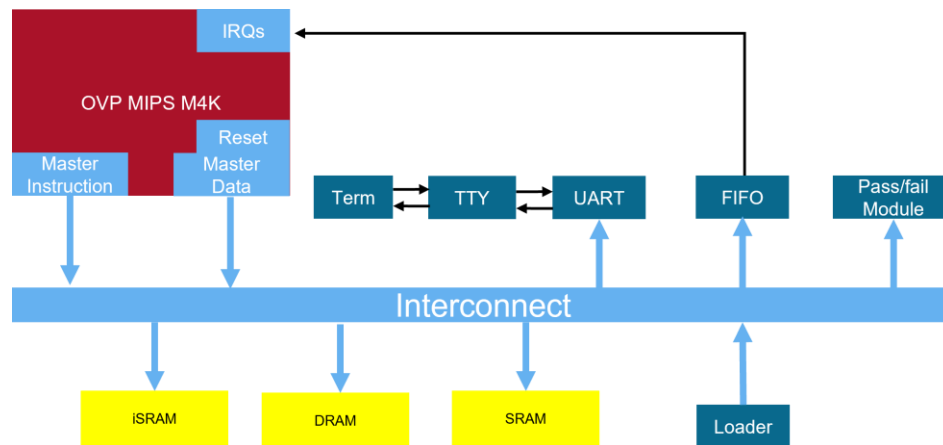 IRQs
OVP MIPS M4K
Reset
Master
Instruction
Master
Data
Term
TTY
UART
FIFO
Pass/fail
Module
Interconnect
iSRAM
DRAM
SRAM
Loader